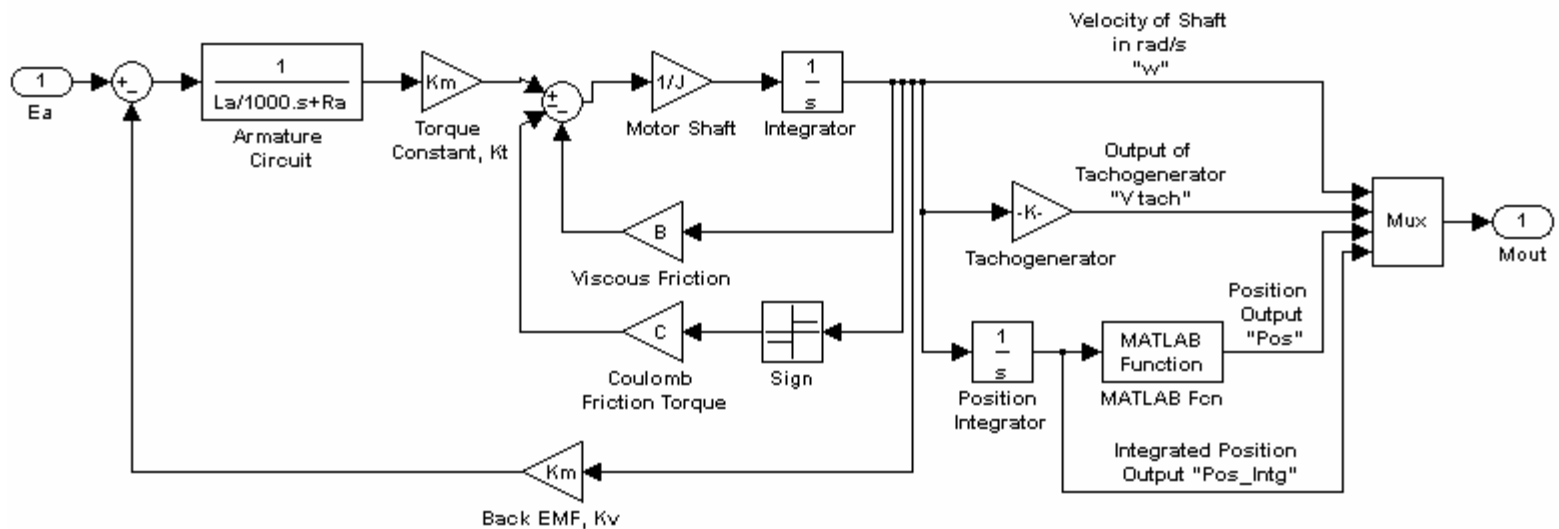 Velocity of Shaft
in rad/s
"w"
1
Ea
+
-
1
La/1000.s+Ra
Armature
Circuit
Km
Torque
Constant, Kt
+
-
-
1/J
Motor Shaft
1
s
Integrator
Output of
Tachogenerator
"Vtach"
-K-
Tachogenerator
Mux
1
Mout
B
Viscous Friction
C
Coulomb
Friction Torque
Sign
1
s
Position
Integrator
MATLAB
Function
MATLAB Fcn
Position
Output
"Pos"
Integrated Position
Output "Pos_Intg"
Km
Back EMF, Kv